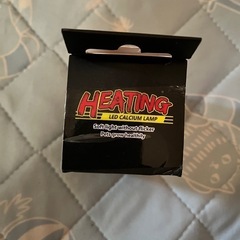 HEATING
LED CALCIUM LAMP
Soft light without flicker
Pets grow healthily